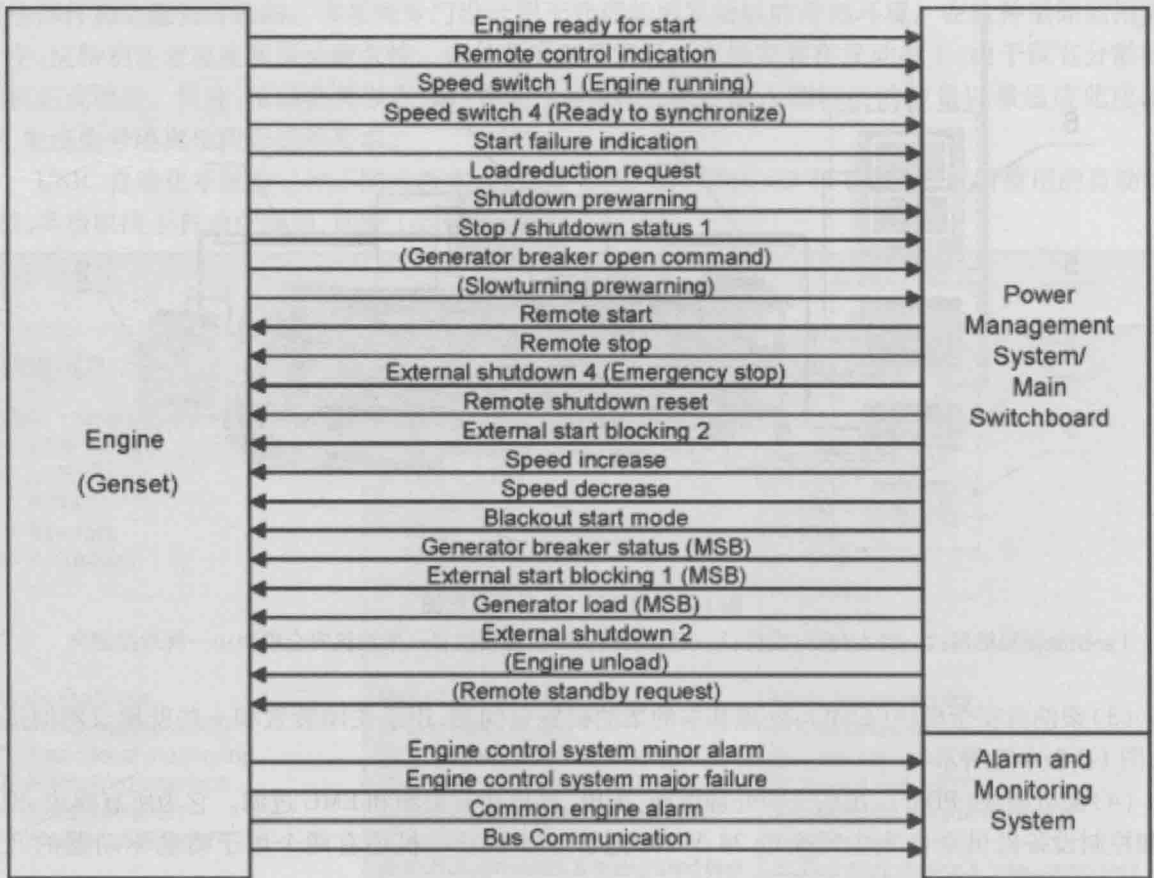 Engine ready for start
Remote control indication
Speed switch 1 (Engine running)
Speed switch 4 (Ready to synchronize)
Start failure indication
Loadreduction request
Shutdown prewarning
Stop / shutdown status 1
(Generator breaker open command)
(Slowturning prewarning)
Remote start
Remote stop
External shutdown 4 (Emergency stop)
Remote shutdown reset
External start blocking 2
Speed increase
Speed decrease
Blackout start mode
Generator breaker status (MSB)
External start blocking 1 (MSB)
Generator load (MSB)
External shutdown 2
(Engine unload)
(Remote standby request)
Engine
(Genset)
Power
Management
System/
Main
Switchboard
Engine control system minor alarm
Engine control system major failure
Common engine alarm
Bus Communication
Alarm and
Monitoring
System